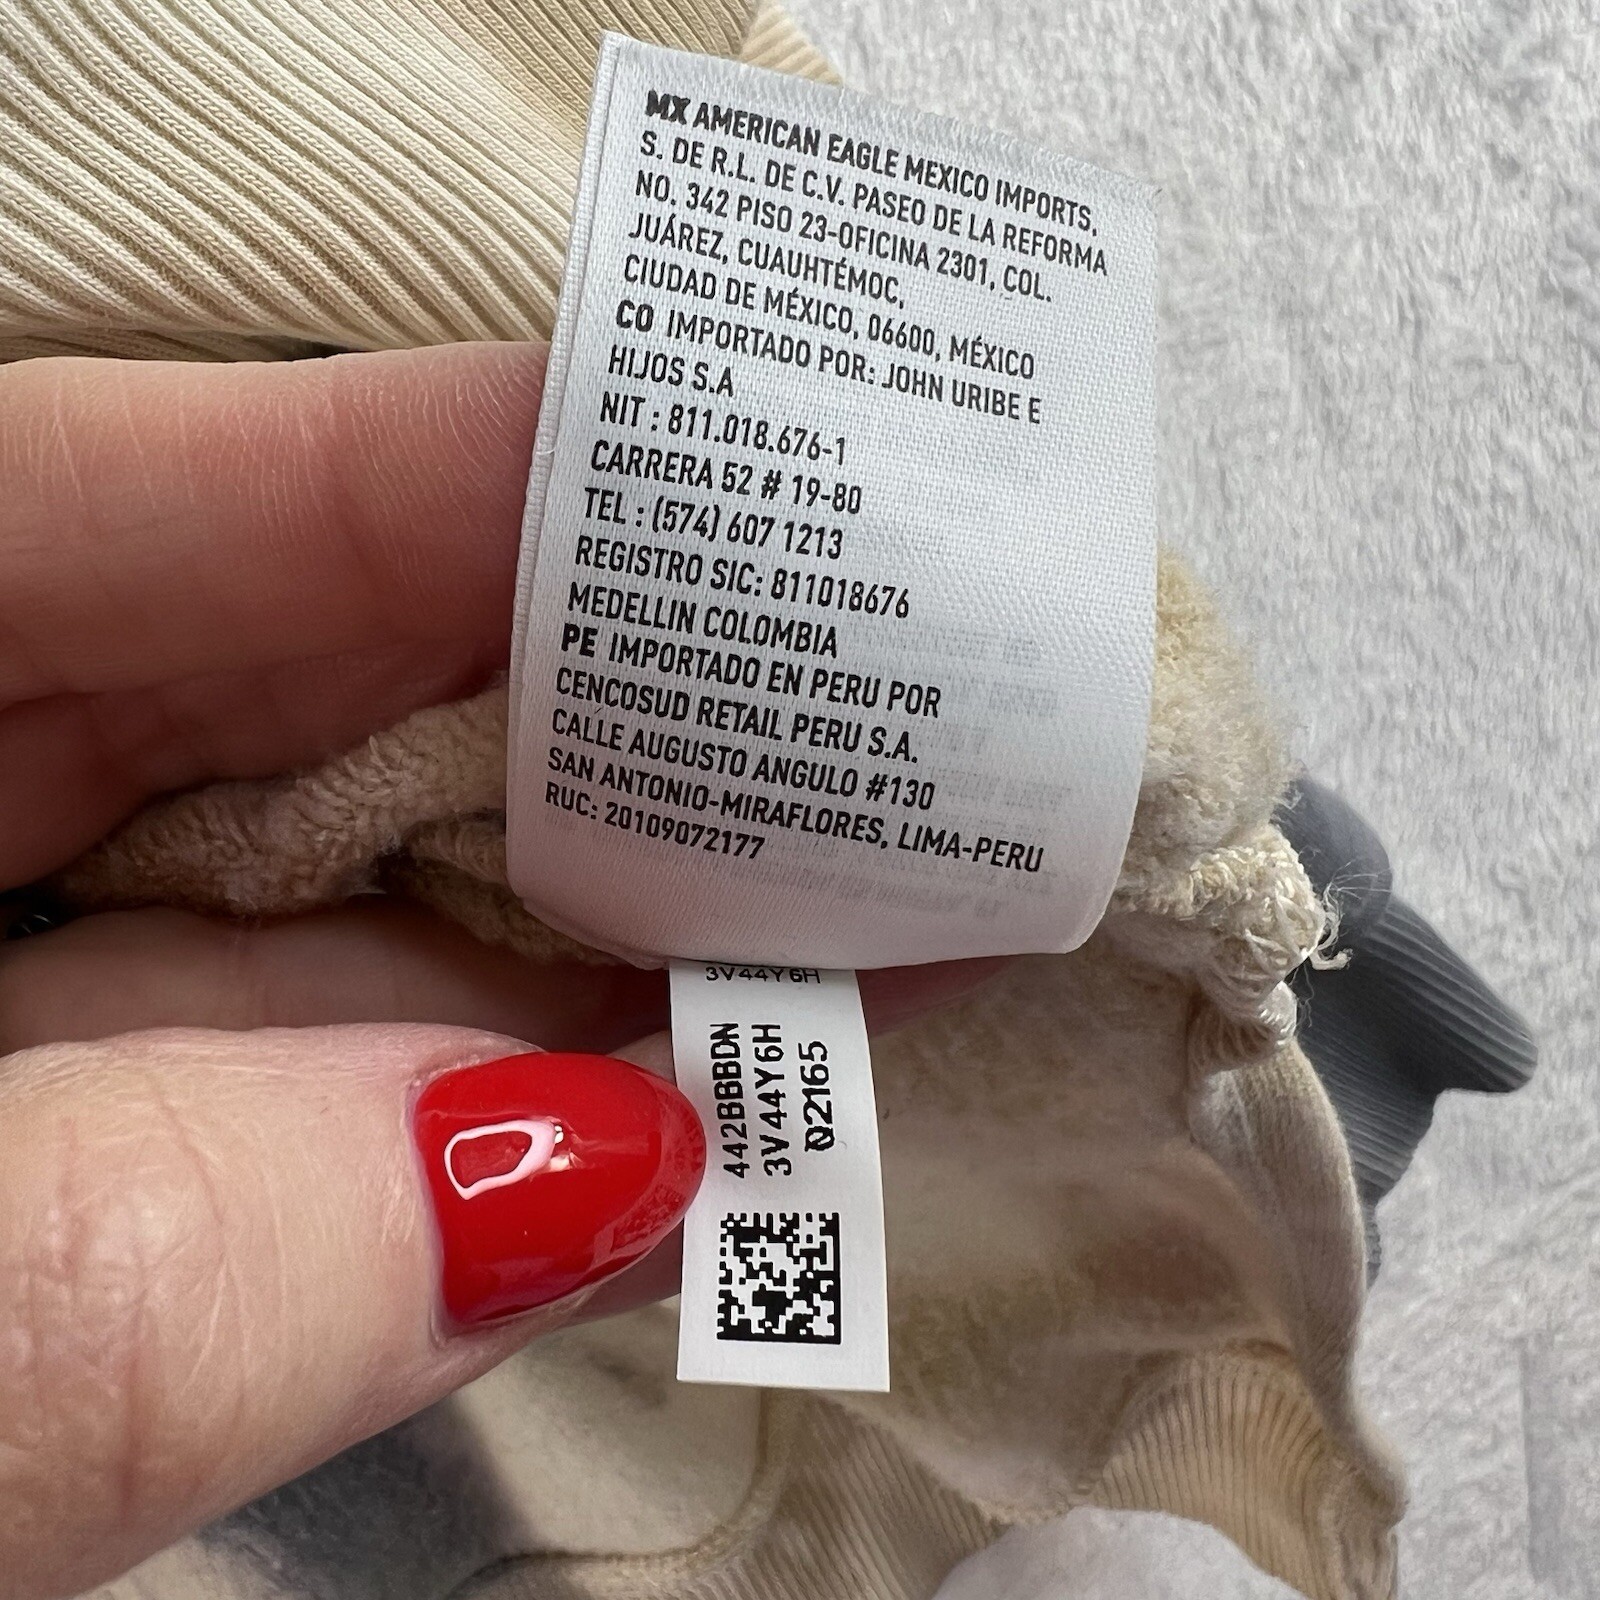 MX AMERICAN EAGLE MEXICO IMPORTS,
S. DE R.L. DE C.V. PASEO DE LA REFORMA
NO. 342 PISO 23-OFICINA 2301, COL.
JUÁREZ, CUAUHTÉMOC,
CIUDAD DE MÉXICO, 06600, MÉXICO
CO IMPORTADO POR: JOHN URIBE E
HIJOS S.A
NIT : 811.018.676-1
CARRERA 52 # 19-80
TEL : (574) 607 1213
REGISTRO SIC: 811018676
MEDELLIN COLOMBIA
PE IMPORTADO EN PERU POR
CENCOSUD RETAIL PERU S.A.
CALLE AUGUSTO ANGULO #130
SAN ANTONIO-MIRAFLORES, LIMA-PERU
RUC: 20109072177
3V44Y6H
442BBBDN
3V44Y6H
Q2165